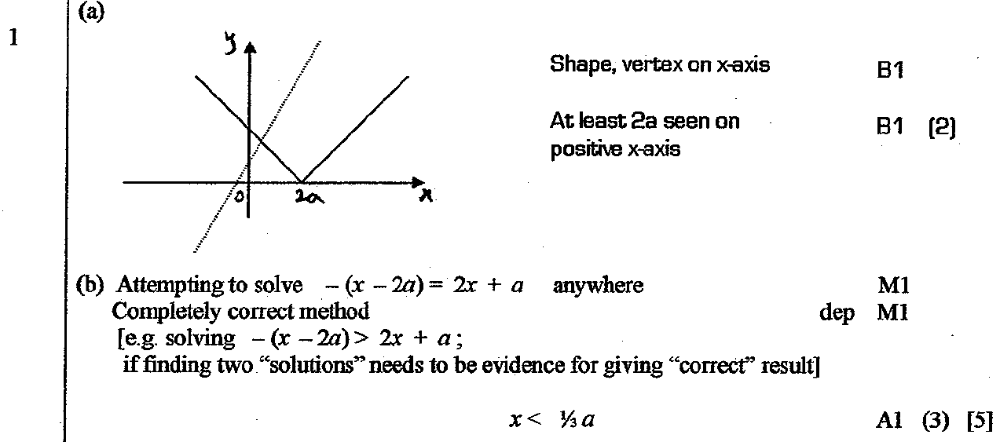 (a)
1
y
Shape, vertex on x-axis B1
At least 2a seen on B1 (2)
positive x-axis
0 2a x
(b) Attempting to solve – (x – 2a) = 2x + a anywhere M1
Completely correct method dep M1
[e.g. solving – (x – 2a) > 2x + a ;
if finding two “solutions” needs to be evidence for giving “correct” result]
x < ⅓ a A1 (3) [5]